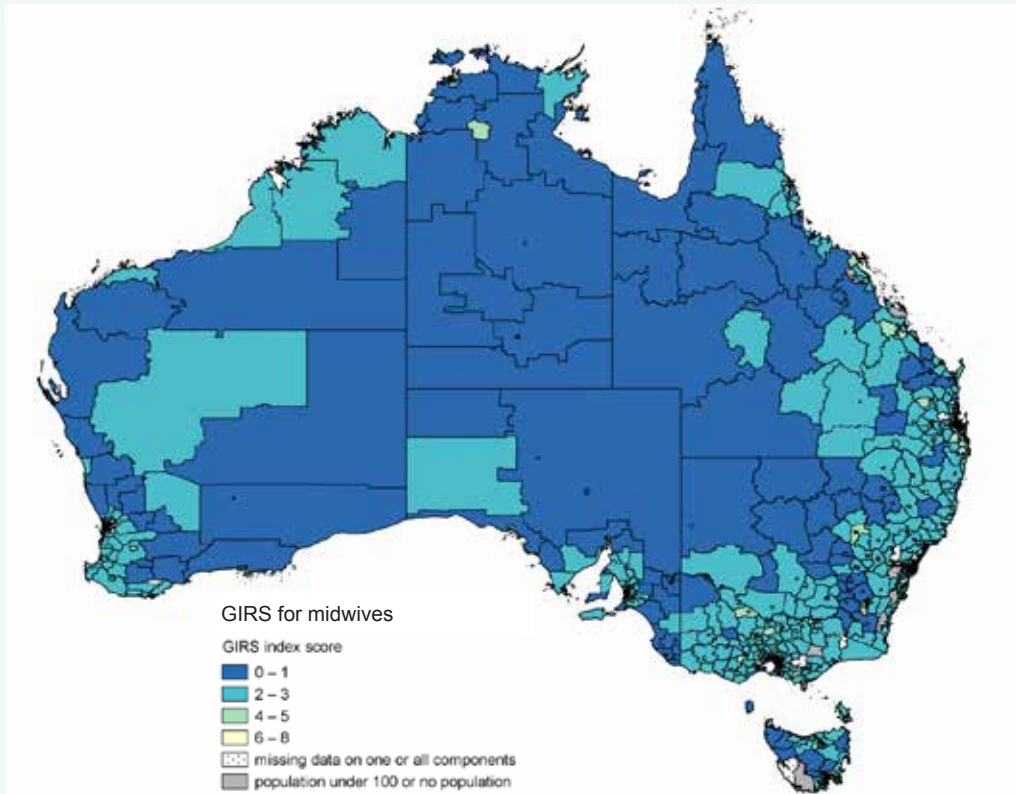 GIRS for midwives
GIRS index score
0 – 1
2 – 3
4 – 5
6 – 8
missing data on one or all components
population under 100 or no population